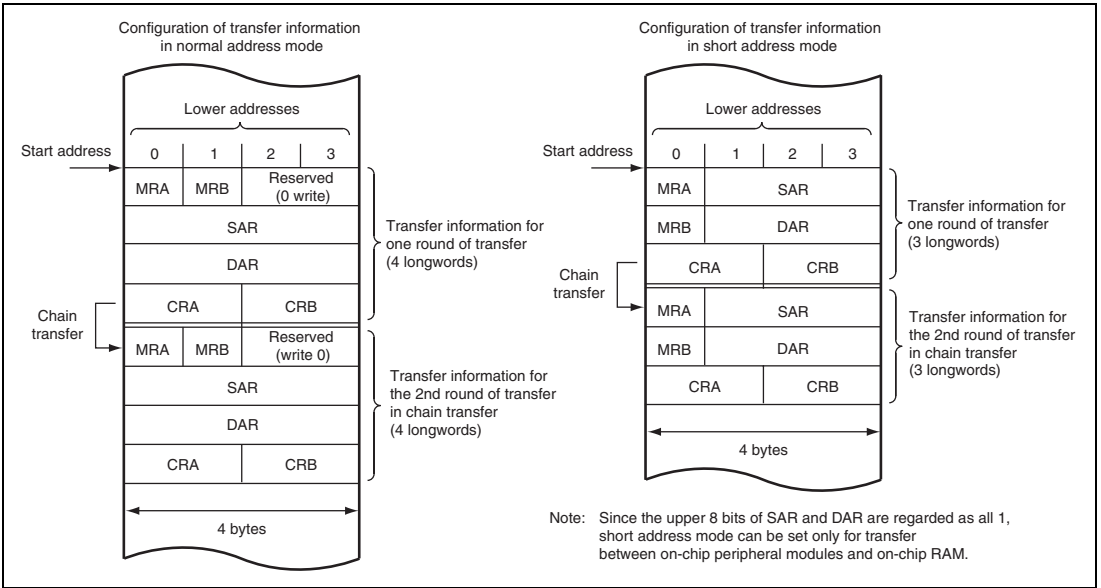 Configuration of transfer information
in normal address mode
Lower addresses
Start address
0 1 2 3
MRA MRB Reserved
(0 write)
SAR
DAR
CRA CRB
Transfer information for
one round of transfer
(4 longwords)
Chain
transfer
MRA MRB Reserved
(write 0)
SAR
DAR
CRA CRB
Transfer information for
the 2nd round of transfer
in chain transfer
(4 longwords)
4 bytes
Configuration of transfer information
in short address mode
Lower addresses
Start address
0 1 2 3
MRA SAR
MRB DAR
CRA CRB
Transfer information for
one round of transfer
(3 longwords)
Chain
transfer
MRA SAR
MRB DAR
CRA CRB
Transfer information for
the 2nd round of transfer
in chain transfer
(3 longwords)
4 bytes
Note: Since the upper 8 bits of SAR and DAR are regarded as all 1,
short address mode can be set only for transfer
between on-chip peripheral modules and on-chip RAM.